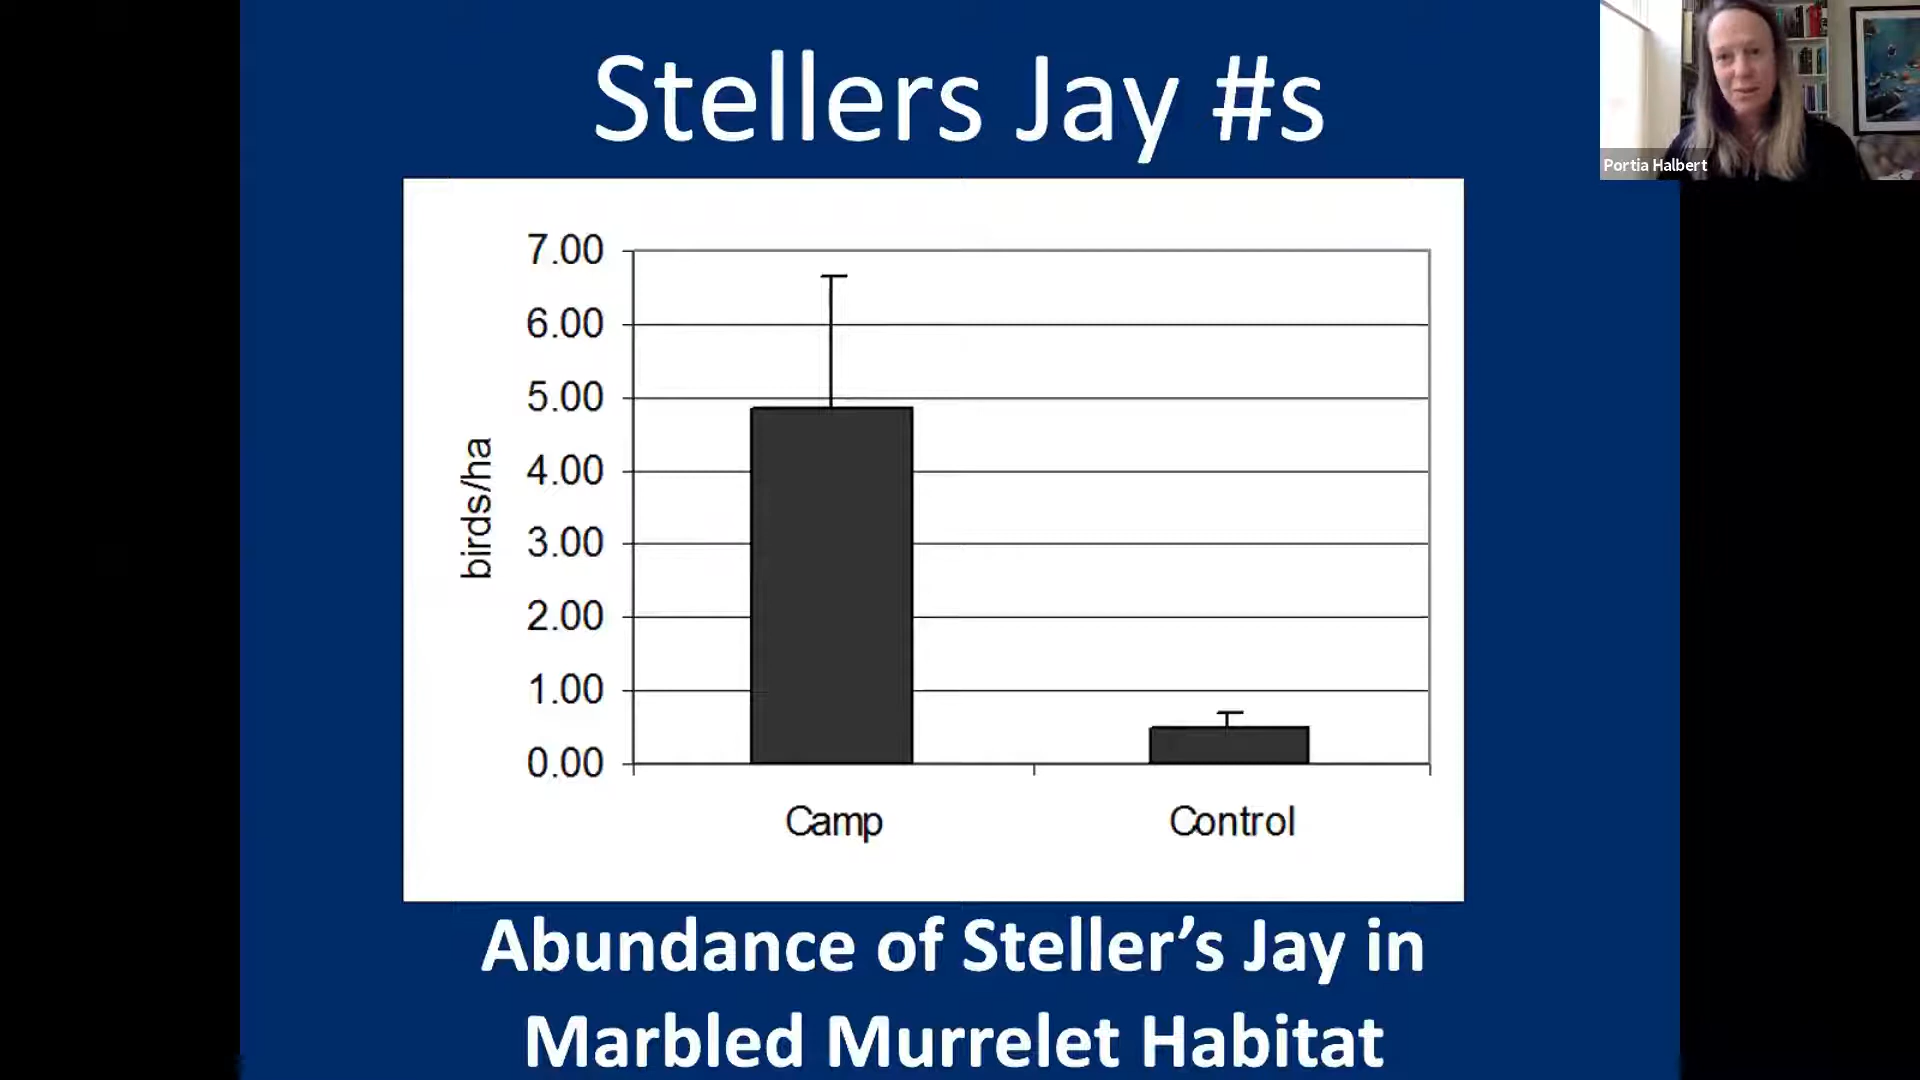 Stellers Jay #s
Portia Halbert
7.00
6.00
5.00
4.00
3.00
2.00
1.00
0.00
birds/ha
Camp
Control
Abundance of Steller’s Jay in
Marbled Murrelet Habitat